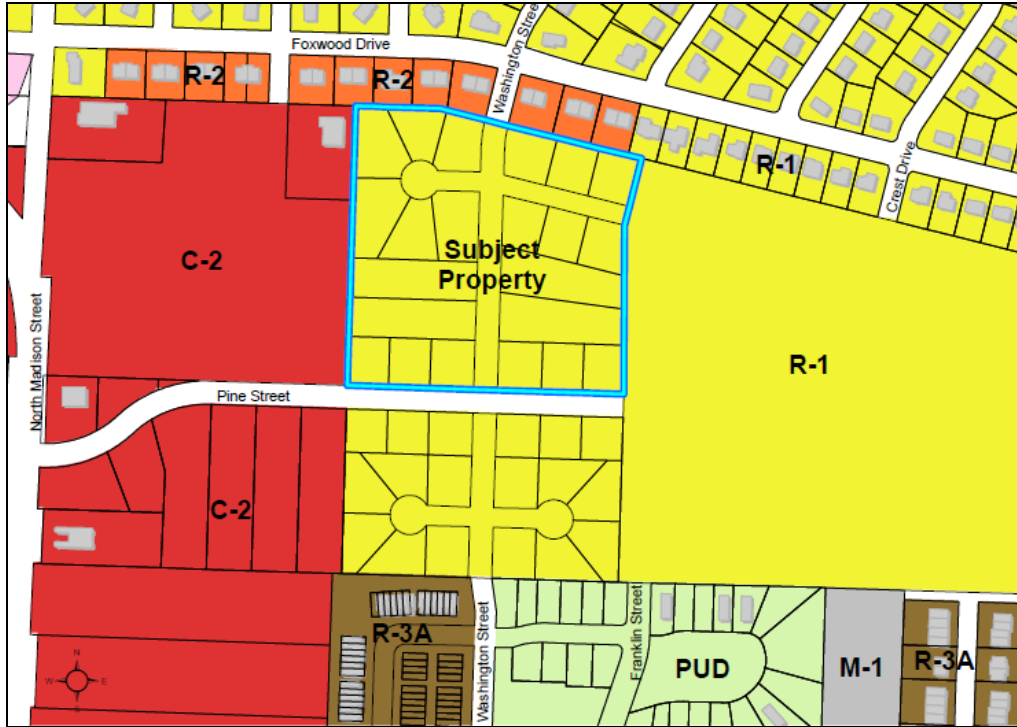 Foxwood Drive
Washington Street
R-2
R-2
R-1
Crest Drive
C-2
Subject
Property
North Madison Street
R-1
Pine Street
C-2
R-3A
Washington Street
Franklin Street
PUD
M-1
R-3A
N
W
E
S